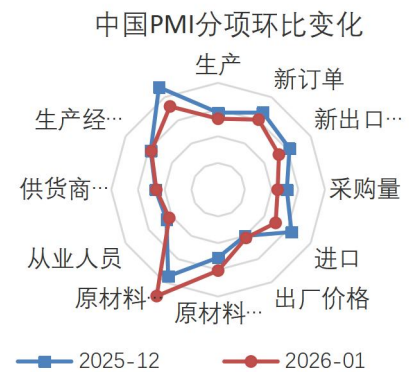 中国PMI分项环比变化
生产
新订单
新出口…
采购量
进口
出厂价格
原材料…
原材料…
从业人员
供货商…
生产经…
2025-12
2026-01